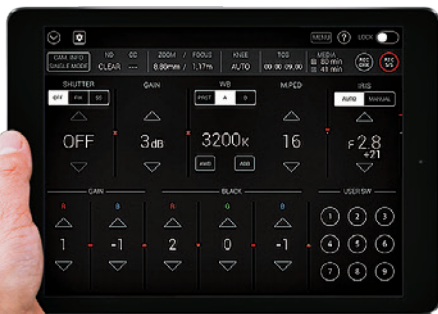 MENU ? LOCK
CAM. INFO
SINGLE MODE
ND
CLEAR
CC
---
ZOOM / FOCUS
8.80mm / 1.17m
KNEE
AUTO
TCG
00:00:09.00
MEDIA
80 min
41 min
REC
REC
SHUTTER
GAIN
WB
M.PED
IRIS
OFF
PRST A B
AUTO MANUAL
OFF
3dB
3200K
16
F2.8
+21
AWB
ABB
GAIN
BLACK
USER SW
R B R G B
1 -1 2 0 -1
1 2 3
4 5 6
7 8 9